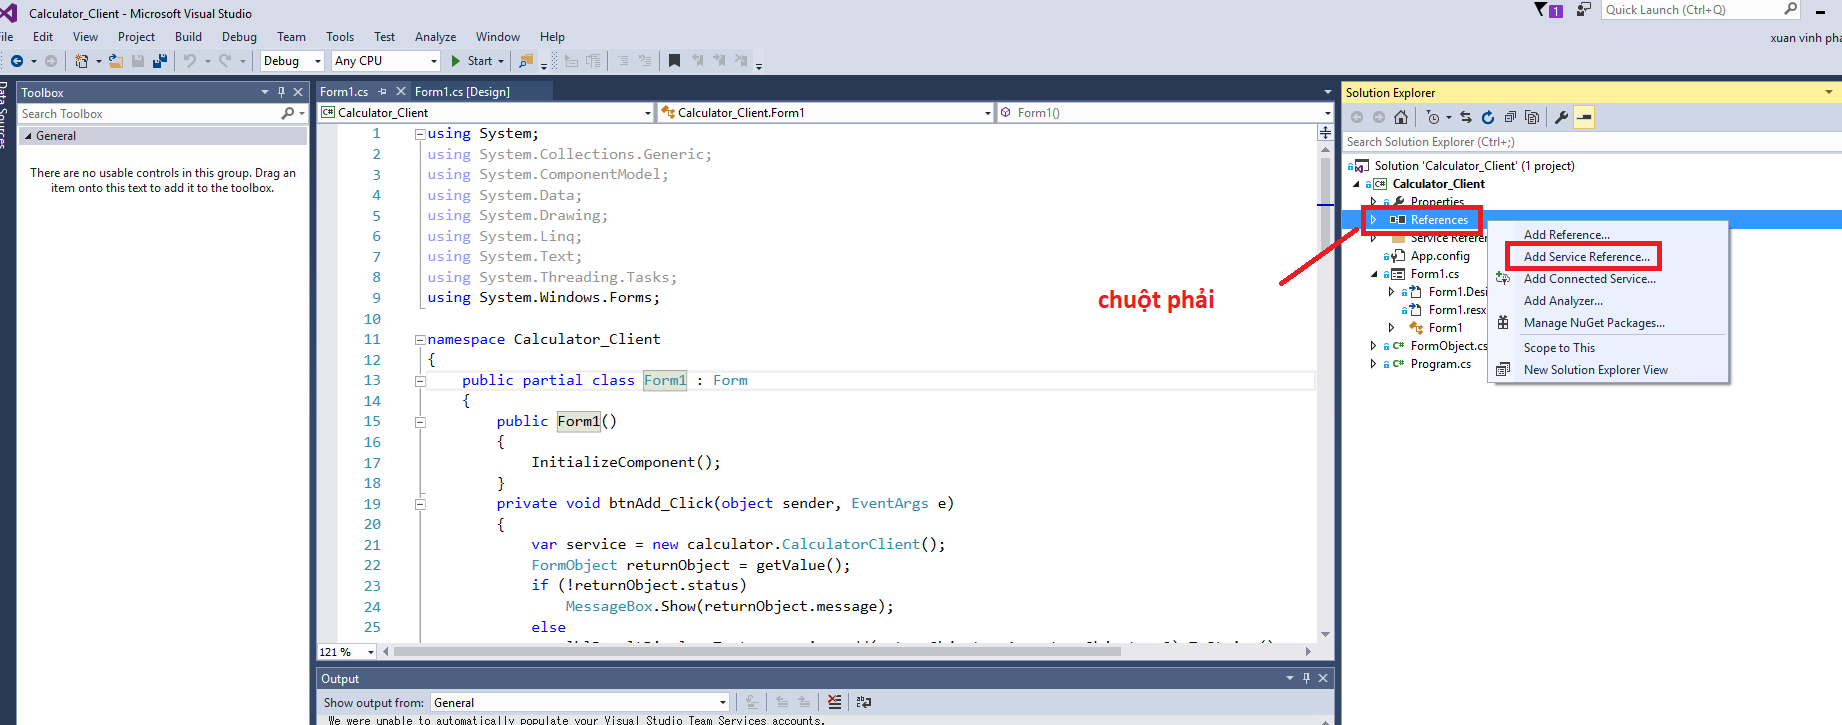 Calculator_Client - Microsoft Visual Studio
1
Quick Launch (Ctrl+Q)
ile Edit View Project Build Debug Team Tools Test Analyze Window Help
xuan vinh pha
Debug Any CPU Start
Data Sources
Toolbox
Search Toolbox
General
There are no usable controls in this group. Drag an
item onto this text to add it to the toolbox.
Form1.cs Form1.cs [Design]
Calculator_Client Calculator_Client.Form1 Form1()
1 using System;
2 using System.Collections.Generic;
3 using System.ComponentModel;
4 using System.Data;
5 using System.Drawing;
6 using System.Linq;
7 using System.Text;
8 using System.Threading.Tasks;
9 using System.Windows.Forms;
10
11 namespace Calculator_Client
12 {
13 public partial class Form1 : Form
14 {
15 public Form1()
16 {
17 InitializeComponent();
18 }
19 private void btnAdd_Click(object sender, EventArgs e)
20 {
21 var service = new calculator.CalculatorClient();
22 FormObject returnObject = getValue();
23 if (!returnObject.status)
24 MessageBox.Show(returnObject.message);
25 else
121 %
chuột phải
Output
Show output from: General
We were unable to automatically populate your Visual Studio Team Services accounts.
Solution Explorer
Search Solution Explorer (Ctrl+;)
Solution 'Calculator_Client' (1 project)
C# Calculator_Client
Properties
References
Service Refere
App.config
Form1.cs
Form1.Desi
Form1.resx
Form1
C# FormObject.cs
C# Program.cs
Add Reference...
Add Service Reference...
Add Connected Service...
Add Analyzer...
Manage NuGet Packages...
Scope to This
New Solution Explorer View